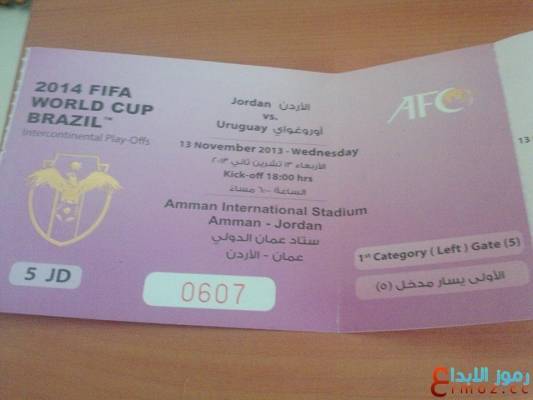 2014 FIFA
WORLD CUP
BRAZIL™
Intercontinental Play-Offs
5 JD
Jordan الأردن
vs.
Uruguay أوروغواي
13 November 2013 - Wednesday
الأربعاء ١٣ تشرين ثاني ٢٠١٣
Kick-off 18:00 hrs
الساعة ٦:٠٠ مساءً
Amman International Stadium
Amman - Jordan
ستاد عمان الدولي
عمان - الأردن
0607
AFC
1st Category ( Left ) Gate (5)
الأولى يسار مدخل (٥)
13
رموز الابداع